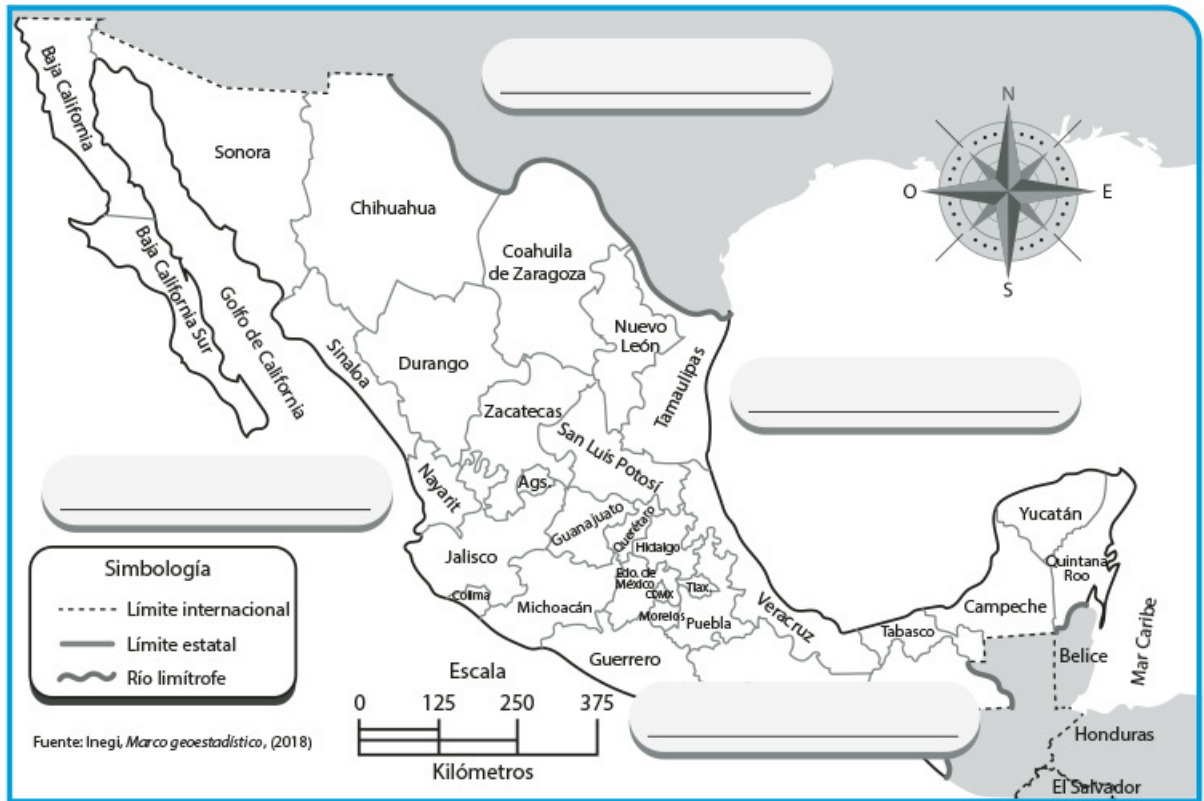 Baja California
Sonora
Chihuahua
N
O
E
S
Coahuila
de Zaragoza
Baja California Sur
Golfo de California
Nuevo
León
Sinaloa
Durango
Tamaulipas
Zacatecas
San Luis Potosí
Nayarit
Ags.
Guanajuato
Querétaro
Hidalgo
Jalisco
Edo. de
México
CDMX
Tlax.
Colima
Michoacán
Morelos
Puebla
Veracruz
Guerrero
Tabasco
Campeche
Yucatán
Quintana
Roo
Belice
Mar Caribe
Honduras
El Salvador
Simbología
Límite internacional
Límite estatal
Río limítrofe
Escala
0 125 250 375
Kilómetros
Fuente: Inegi, Marco geoestadístico, (2018)